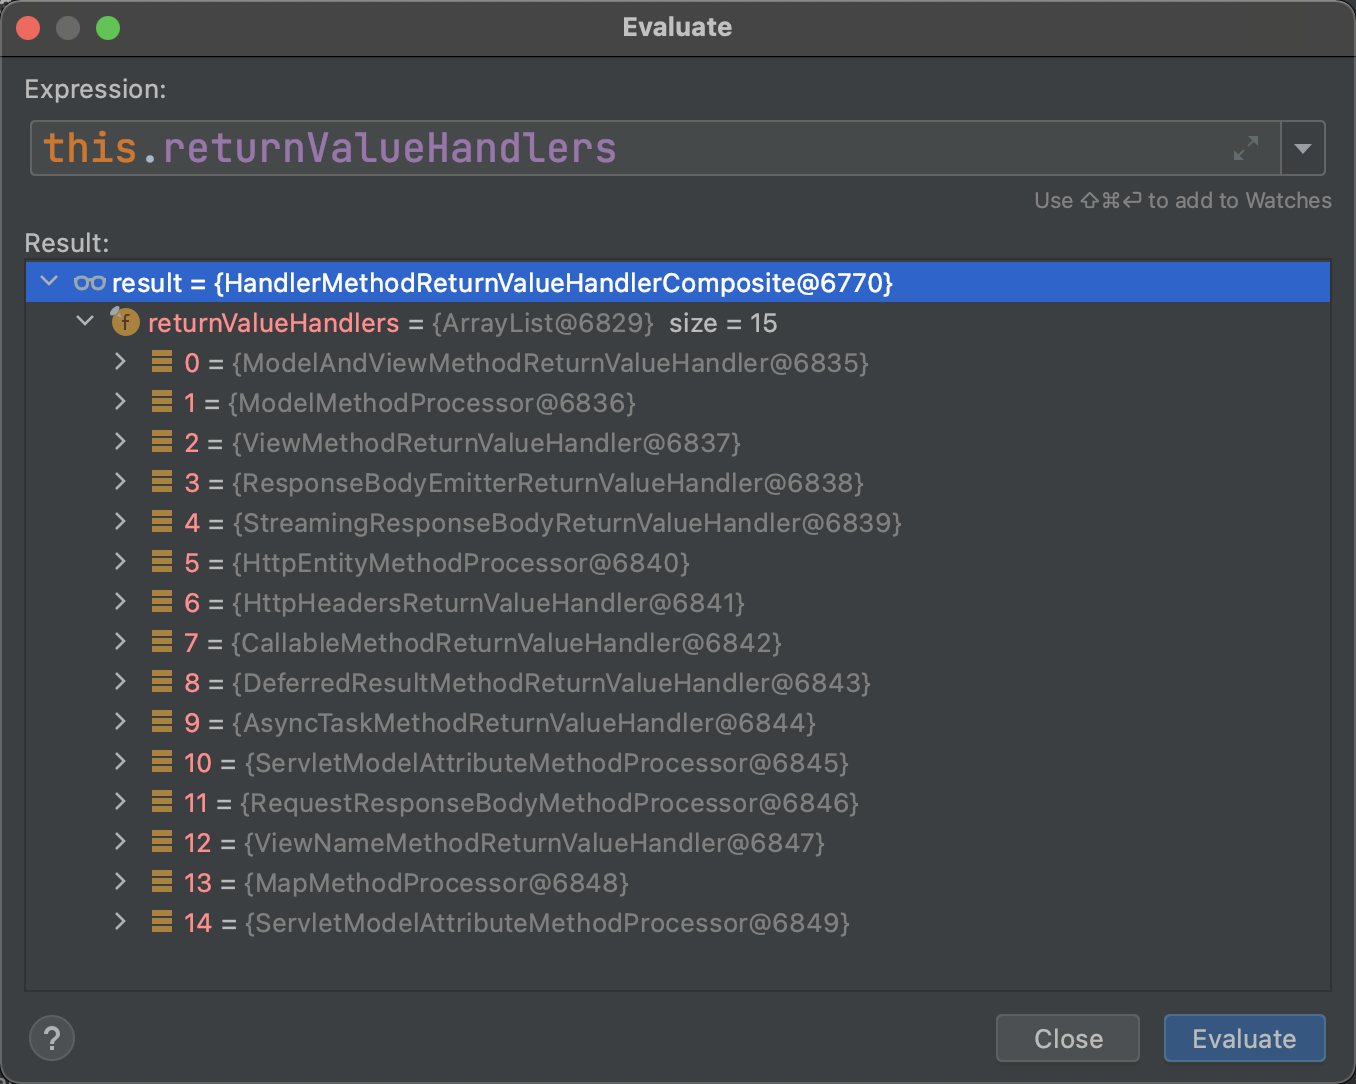 Evaluate
Expression:
this.returnValueHandlers
Use ⇧⌘⏎ to add to Watches
Result:
result = {HandlerMethodReturnValueHandlerComposite@6770}
f returnValueHandlers = {ArrayList@6829} size = 15
0 = {ModelAndViewMethodReturnValueHandler@6835}
1 = {ModelMethodProcessor@6836}
2 = {ViewMethodReturnValueHandler@6837}
3 = {ResponseBodyEmitterReturnValueHandler@6838}
4 = {StreamingResponseBodyReturnValueHandler@6839}
5 = {HttpEntityMethodProcessor@6840}
6 = {HttpHeadersReturnValueHandler@6841}
7 = {CallableMethodReturnValueHandler@6842}
8 = {DeferredResultMethodReturnValueHandler@6843}
9 = {AsyncTaskMethodReturnValueHandler@6844}
10 = {ServletModelAttributeMethodProcessor@6845}
11 = {RequestResponseBodyMethodProcessor@6846}
12 = {ViewNameMethodReturnValueHandler@6847}
13 = {MapMethodProcessor@6848}
14 = {ServletModelAttributeMethodProcessor@6849}
? Close Evaluate